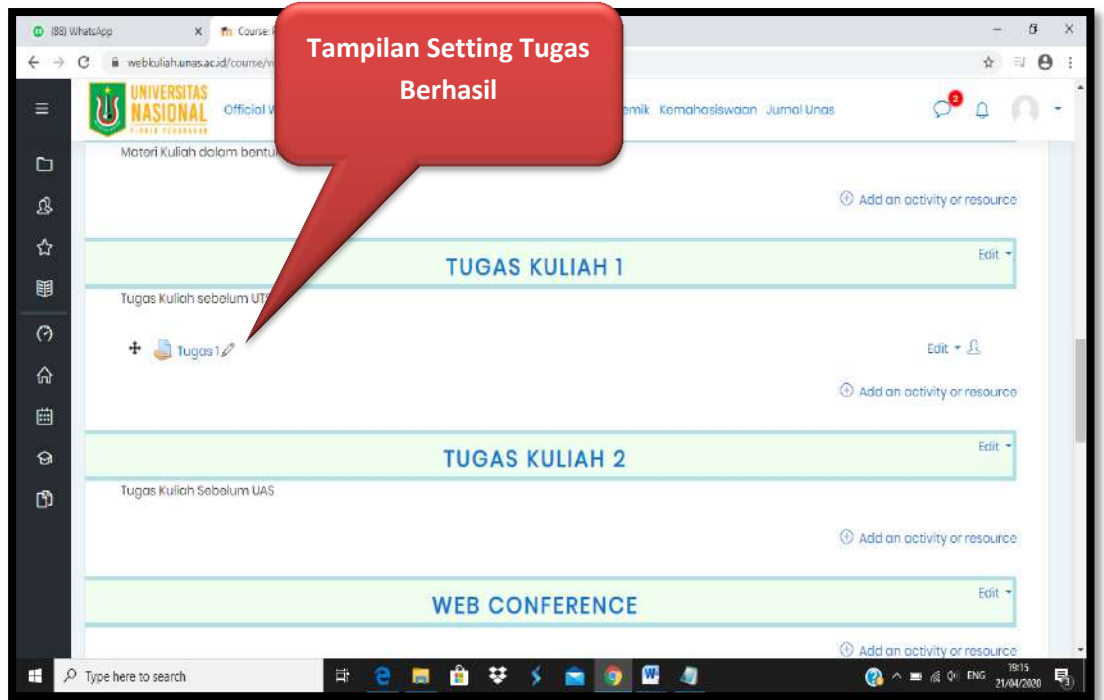 (88) WhatsApp
Course:
Tampilan Setting Tugas
Berhasil
webkuliah.unas.ac.id/course/
UNIVERSITAS
NASIONAL
Official
Kemahasiswaan Jurnal Unas
2
Materi Kuliah dalam
Add an activity or resource
TUGAS KULIAH 1
Edit
Tugas Kuliah sebelum
Tugas 1
Edit
Add an activity or resource
TUGAS KULIAH 2
Edit
Tugas Kuliah Sebelum UAS
Add an activity or resource
WEB CONFERENCE
Edit
Add an activity or resource
Type here to search
ENG
19:15
21/04/2020